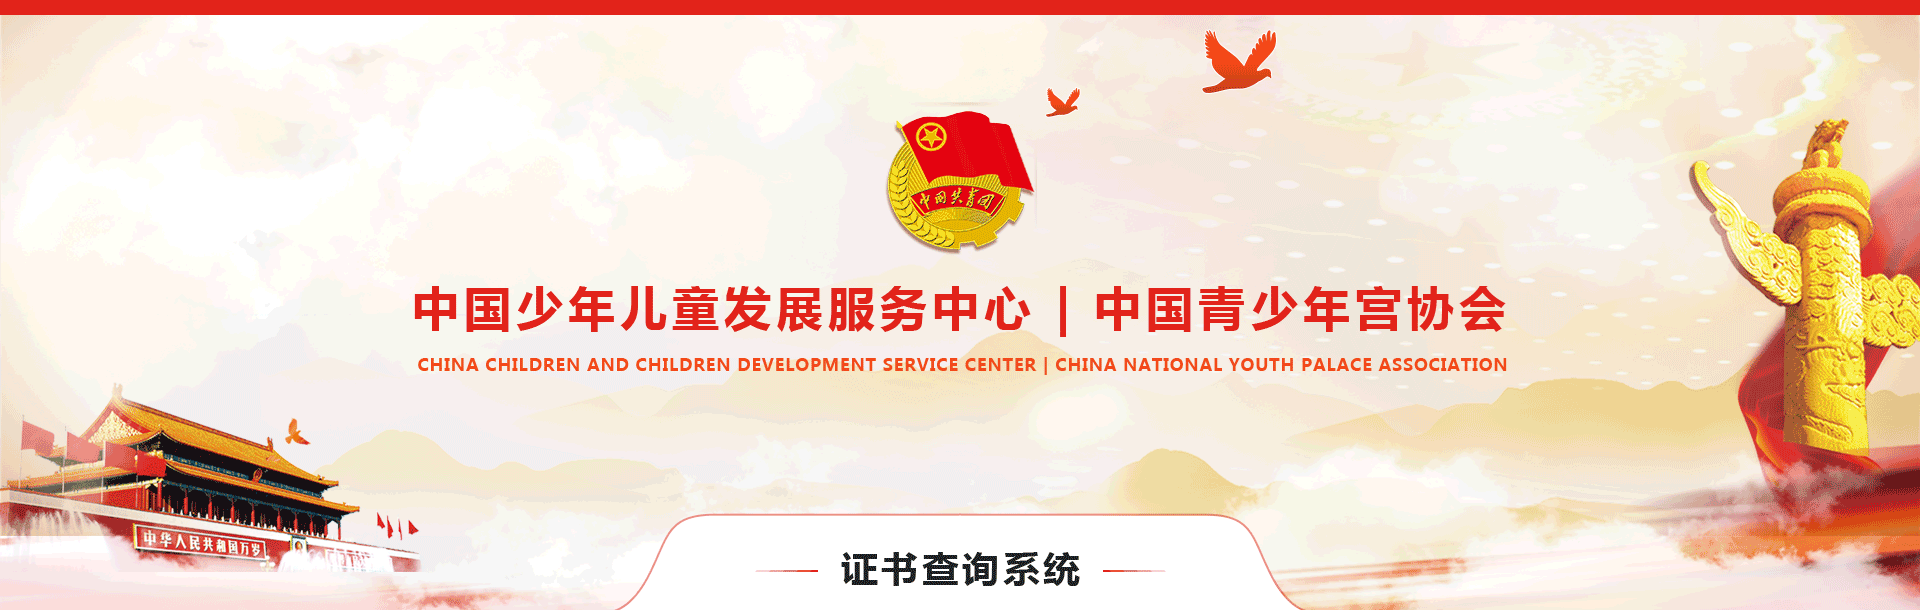 中国共青团
中国少年儿童发展服务中心 | 中国青少年宫协会
CHINA CHILDREN AND CHILDREN DEVELOPMENT SERVICE CENTER | CHINA NATIONAL YOUTH PALACE ASSOCIATION
中华人民共和国万岁
证书查询系统